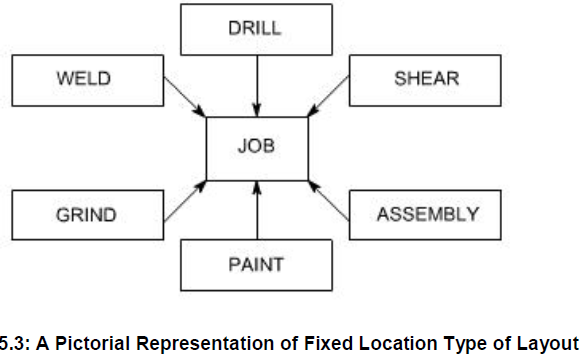 DRILL
WELD
SHEAR
JOB
GRIND
ASSEMBLY
PAINT
5.3: A Pictorial Representation of Fixed Location Type of Layout